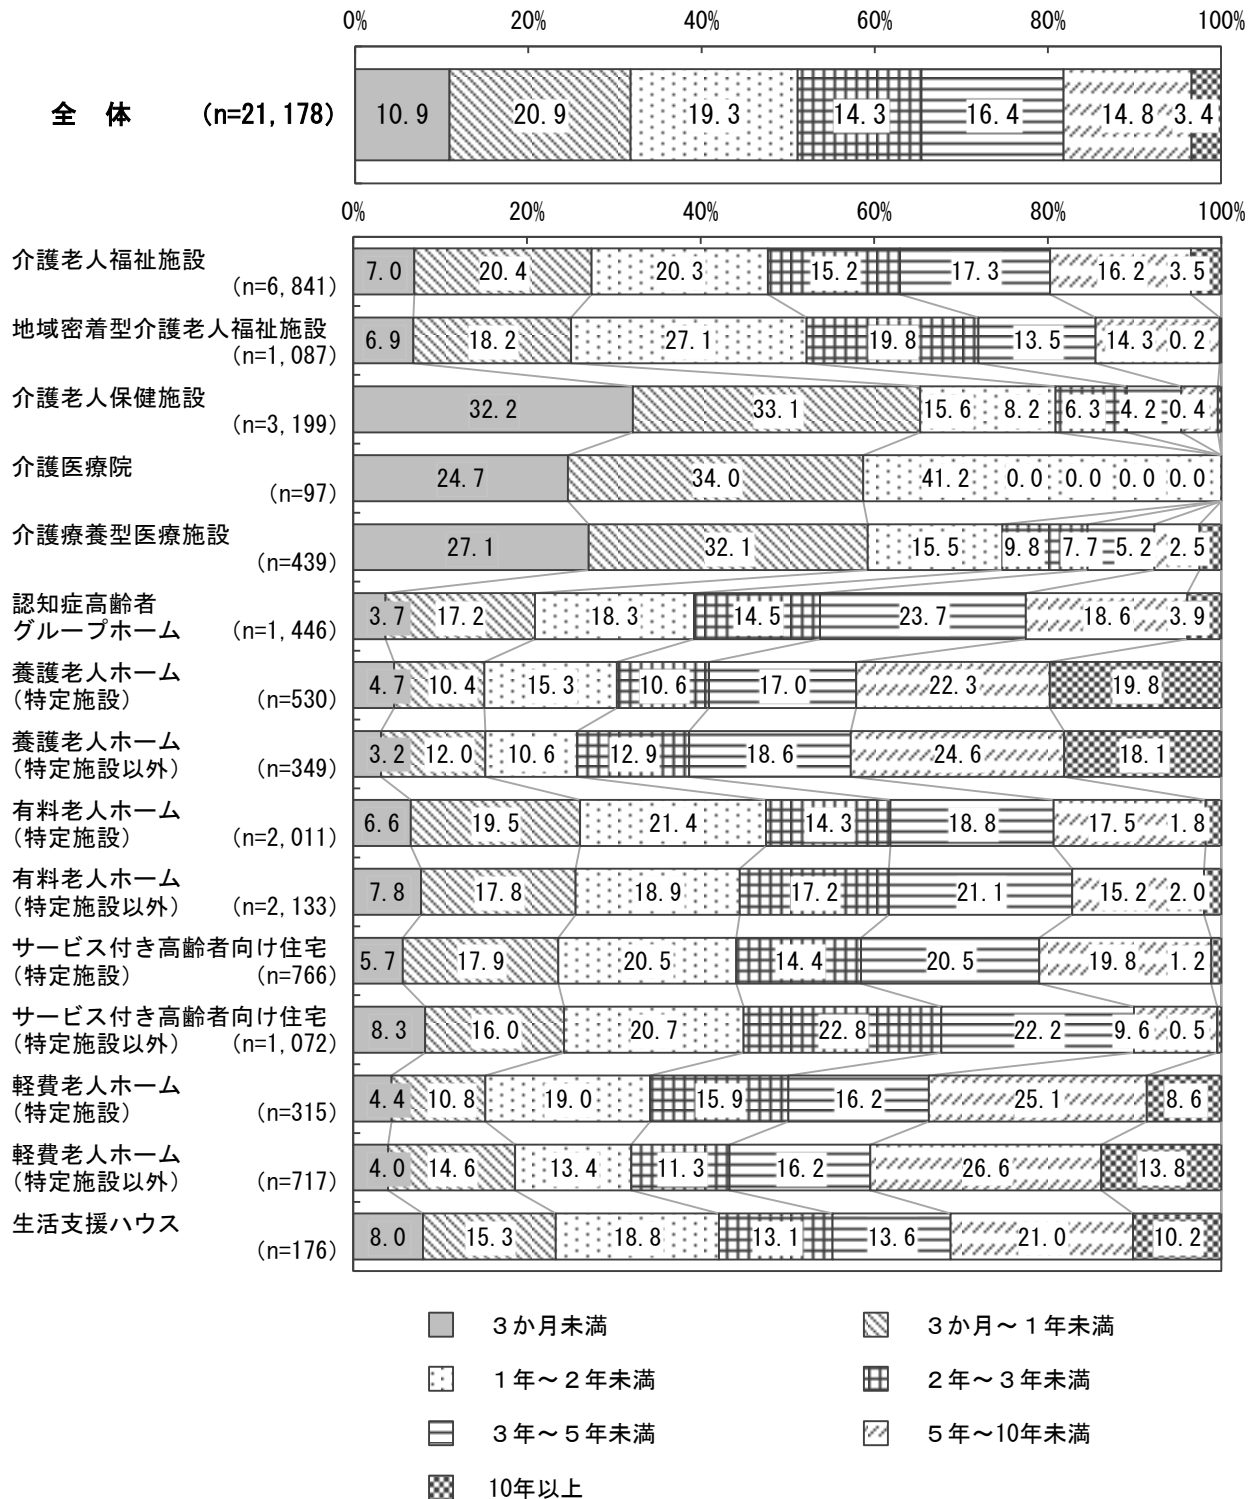 0% 20% 40% 60% 80% 100%
全 体 (n=21,178) 10.9 20.9 19.3 14.3 16.4 14.8 3.4
0% 20% 40% 60% 80% 100%
介護老人福祉施設
(n=6,841) 7.0 20.4 20.3 15.2 17.3 16.2 3.5
地域密着型介護老人福祉施設
(n=1,087) 6.9 18.2 27.1 19.8 13.5 14.3 0.2
介護老人保健施設
(n=3,199) 32.2 33.1 15.6 8.2 6.3 4.2 0.4
介護医療院
(n=97) 24.7 34.0 41.2 0.0 0.0 0.0 0.0
介護療養型医療施設
(n=439) 27.1 32.1 15.5 9.8 7.7 5.2 2.5
認知症高齢者
グループホーム (n=1,446) 3.7 17.2 18.3 14.5 23.7 18.6 3.9
養護老人ホーム
(特定施設) (n=530) 4.7 10.4 15.3 10.6 17.0 22.3 19.8
養護老人ホーム
(特定施設以外) (n=349) 3.2 12.0 10.6 12.9 18.6 24.6 18.1
有料老人ホーム
(特定施設) (n=2,011) 6.6 19.5 21.4 14.3 18.8 17.5 1.8
有料老人ホーム
(特定施設以外) (n=2,133) 7.8 17.8 18.9 17.2 21.1 15.2 2.0
サービス付き高齢者向け住宅
(特定施設) (n=766) 5.7 17.9 20.5 14.4 20.5 19.8 1.2
サービス付き高齢者向け住宅
(特定施設以外) (n=1,072) 8.3 16.0 20.7 22.8 22.2 9.6 0.5
軽費老人ホーム
(特定施設) (n=315) 4.4 10.8 19.0 15.9 16.2 25.1 8.6
軽費老人ホーム
(特定施設以外) (n=717) 4.0 14.6 13.4 11.3 16.2 26.6 13.8
生活支援ハウス
(n=176) 8.0 15.3 18.8 13.1 13.6 21.0 10.2
３か月未満 ３か月～１年未満
１年～２年未満 ２年～３年未満
３年～５年未満 ５年～10年未満
10年以上